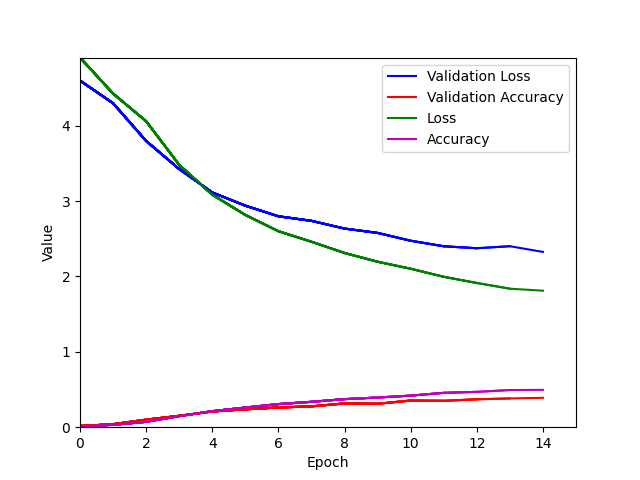 Validation Loss
Validation Accuracy
Loss
Accuracy
4
3
2
1
0
Value
0 2 4 6 8 10 12 14
Epoch